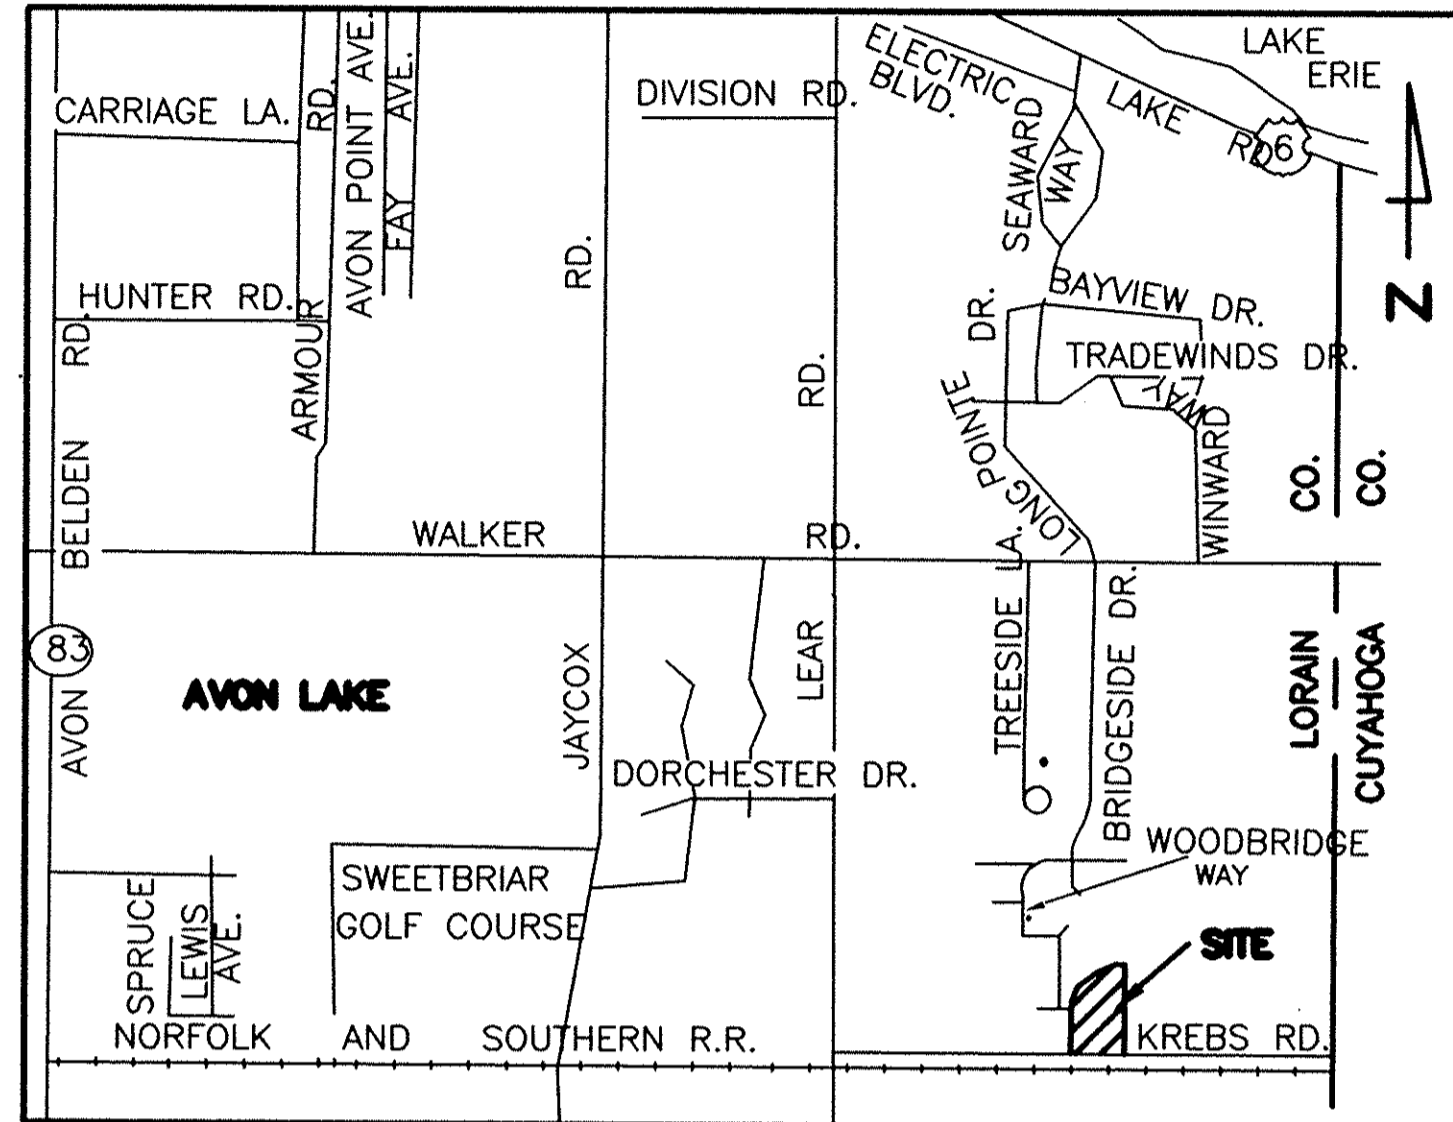 LAKE
ERIE
ELECTRIC
BLVD.
CARRIAGE LA.
RD.
AVON POINT AVE.
FAY AVE.
DIVISION RD.
SEAWARD
WAY
LAKE
RD
6
N
HUNTER RD.
RD.
BAYVIEW DR.
DR.
TRADEWINDS DR.
RD.
ARMOUR
RD.
WAY
LONG POINTE
WINWARD
CO.
CO.
BELDEN
WALKER
RD.
TREESIDE LA.
BRIDGESIDE DR.
83
AVON LAKE
AVON
JAYCOX
LEAR
LORAIN
CUYAHOGA
DORCHESTER DR.
WOODBRIDGE
WAY
SWEETBRIAR
GOLF COURSE
SPRUCE
LEWIS
AVE.
SITE
NORFOLK AND SOUTHERN R.R.
KREBS RD.